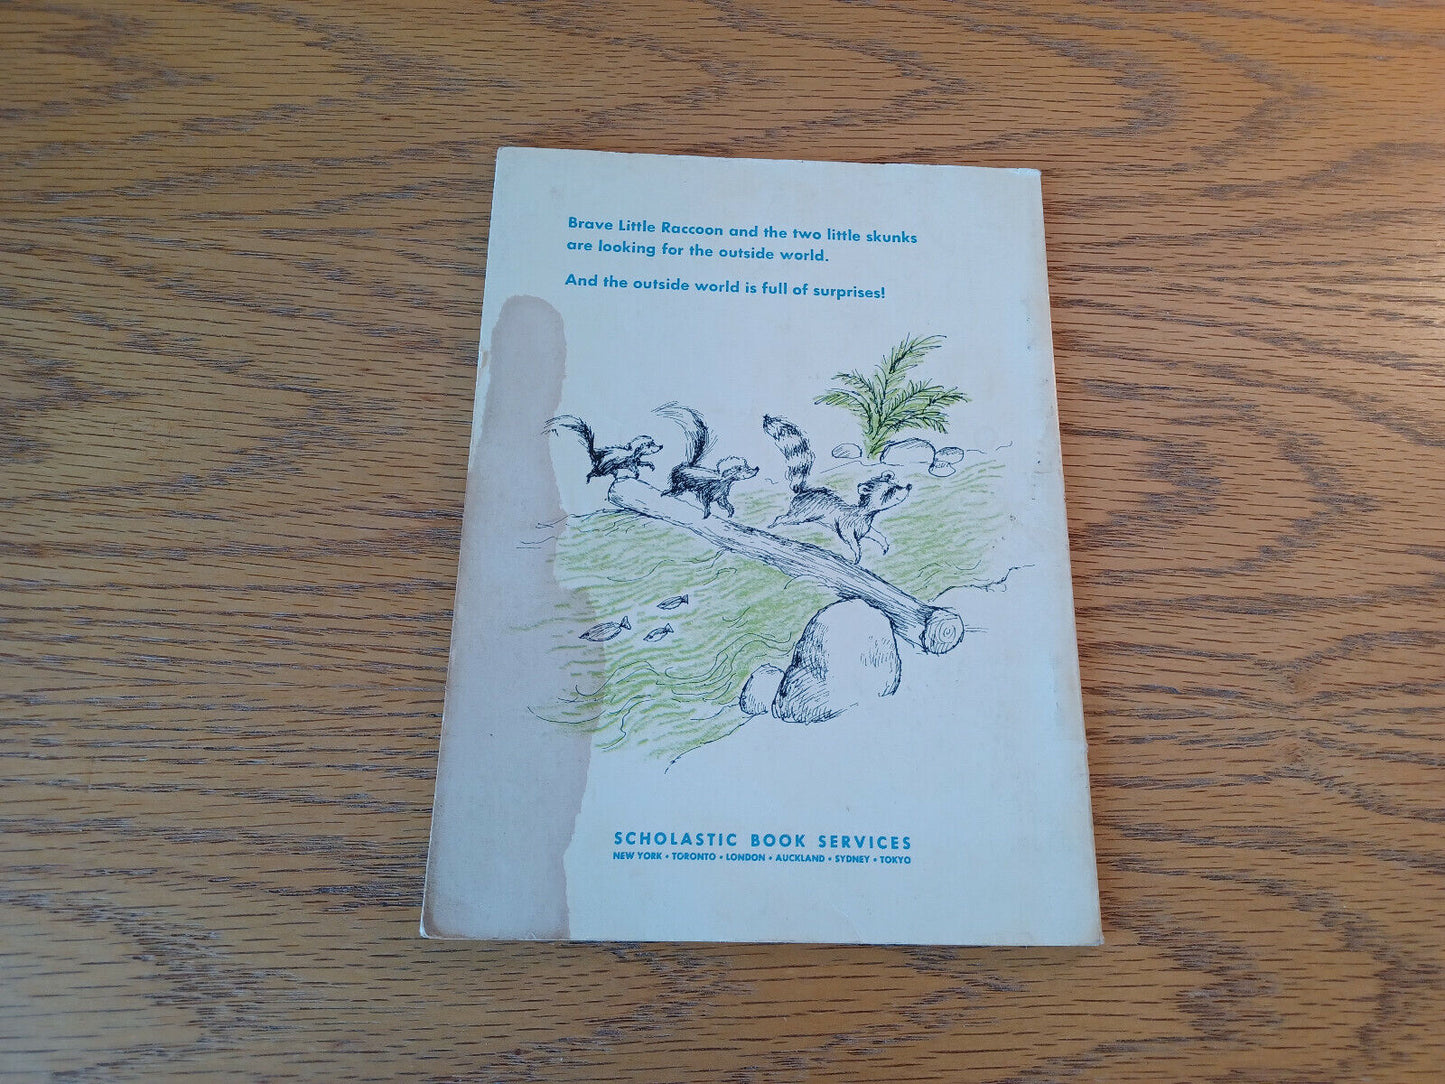 Brave Little Raccoon and the two little skunks
are looking for the outside world.
And the outside world is full of surprises!
SCHOLASTIC BOOK SERVICES
NEW YORK • TORONTO • LONDON • AUCKLAND • SYDNEY • TOKYO